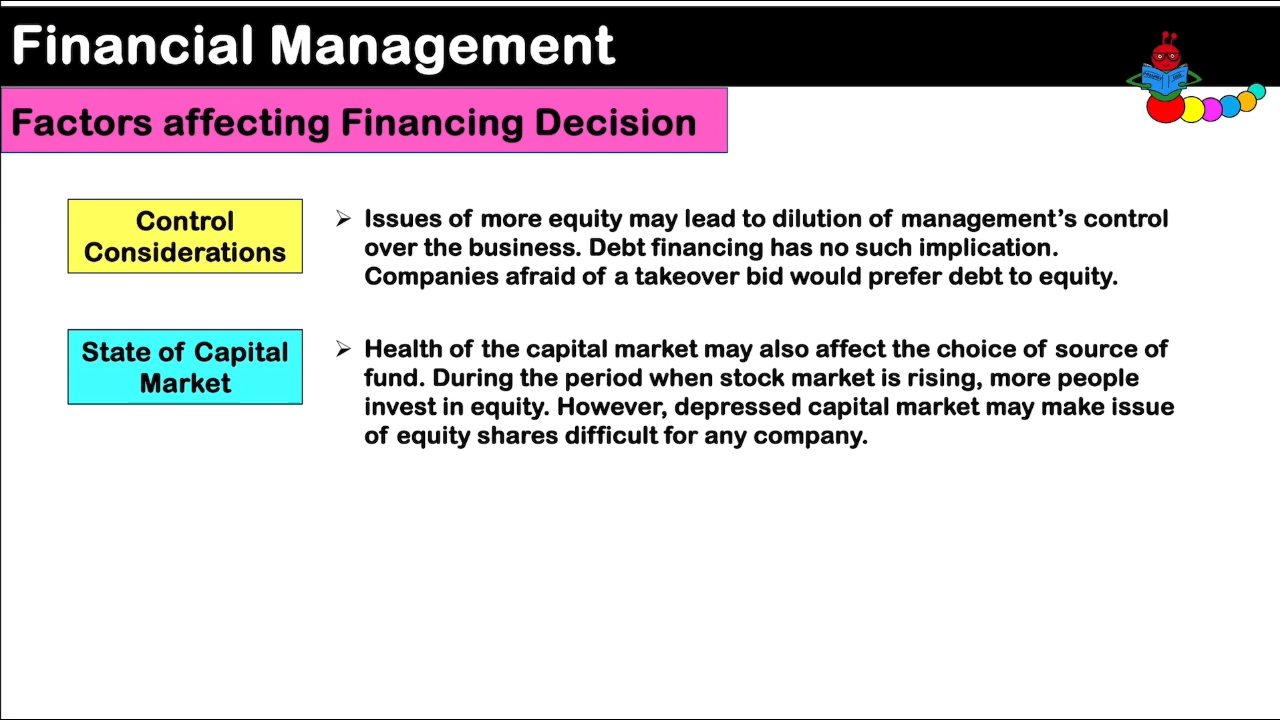 Financial Management
Factors affecting Financing Decision
Control
Considerations
➢ Issues of more equity may lead to dilution of management’s control
over the business. Debt financing has no such implication.
Companies afraid of a takeover bid would prefer debt to equity.
State of Capital
Market
➢ Health of the capital market may also affect the choice of source of
fund. During the period when stock market is rising, more people
invest in equity. However, depressed capital market may make issue
of equity shares difficult for any company.